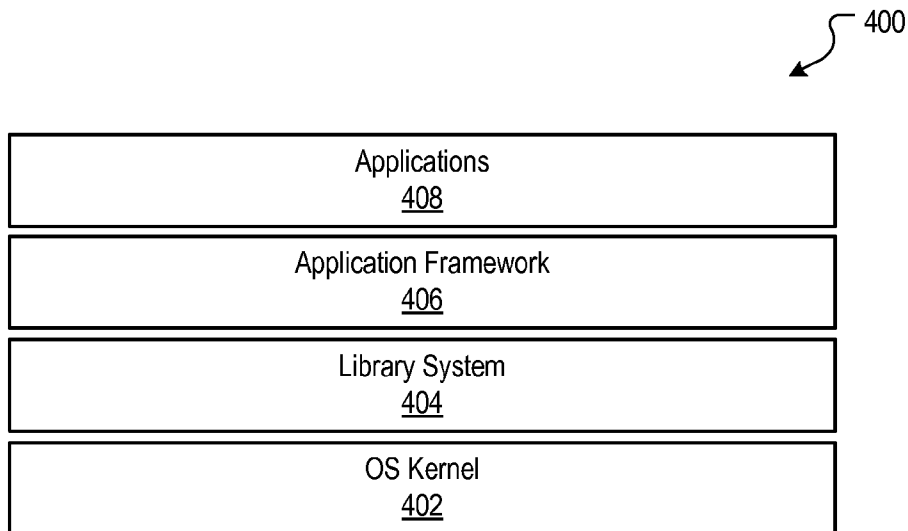 400
Applications
408
Application Framework
406
Library System
404
OS Kernel
402